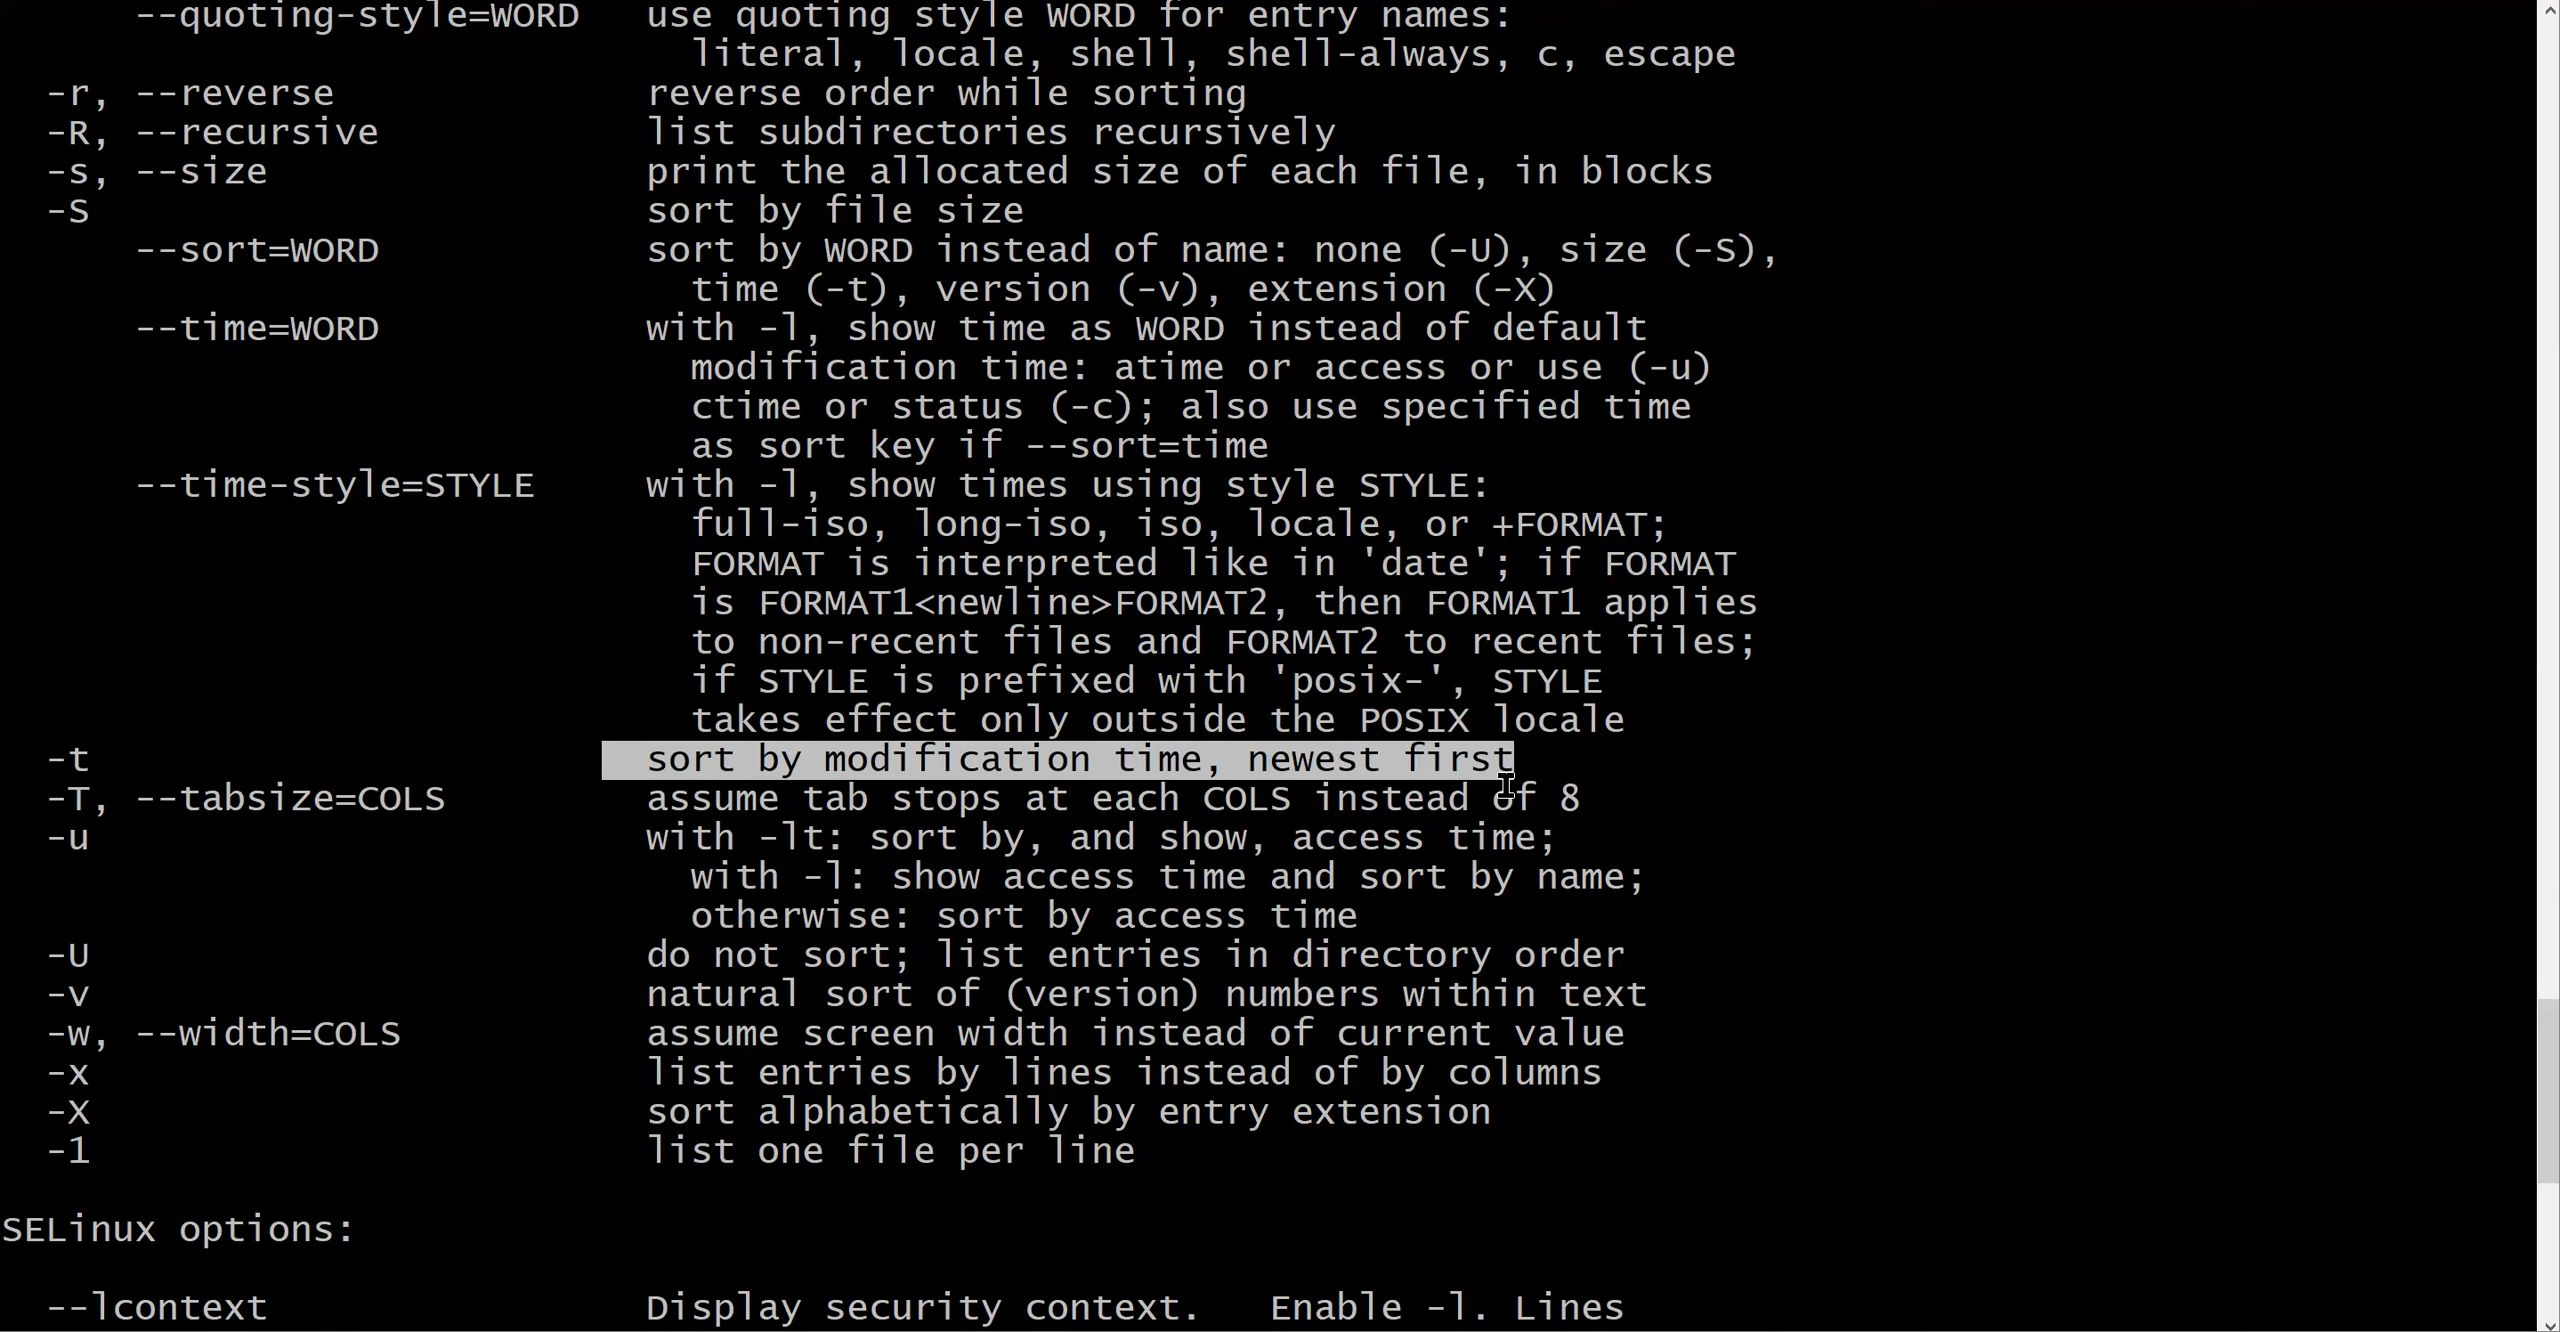 --quoting-style=WORD   use quoting style WORD for entry names:
literal, locale, shell, shell-always, c, escape
-r, --reverse              reverse order while sorting
-R, --recursive            list subdirectories recursively
-s, --size                 print the allocated size of each file, in blocks
-S                         sort by file size
--sort=WORD            sort by WORD instead of name: none (-U), size (-S),
time (-t), version (-v), extension (-X)
--time=WORD            with -l, show time as WORD instead of default
modification time: atime or access or use (-u)
ctime or status (-c); also use specified time
as sort key if --sort=time
--time-style=STYLE     with -l, show times using style STYLE:
full-iso, long-iso, iso, locale, or +FORMAT;
FORMAT is interpreted like in 'date'; if FORMAT
is FORMAT1<newline>FORMAT2, then FORMAT1 applies
to non-recent files and FORMAT2 to recent files;
if STYLE is prefixed with 'posix-', STYLE
takes effect only outside the POSIX locale
-t                         sort by modification time, newest first
-T, --tabsize=COLS         assume tab stops at each COLS instead of 8
-u                         with -lt: sort by, and show, access time;
with -l: show access time and sort by name;
otherwise: sort by access time
-U                         do not sort; list entries in directory order
-v                         natural sort of (version) numbers within text
-w, --width=COLS           assume screen width instead of current value
-x                         list entries by lines instead of by columns
-X                         sort alphabetically by entry extension
-1                         list one file per line
SELinux options:
--lcontext                 Display security context.   Enable -l. Lines